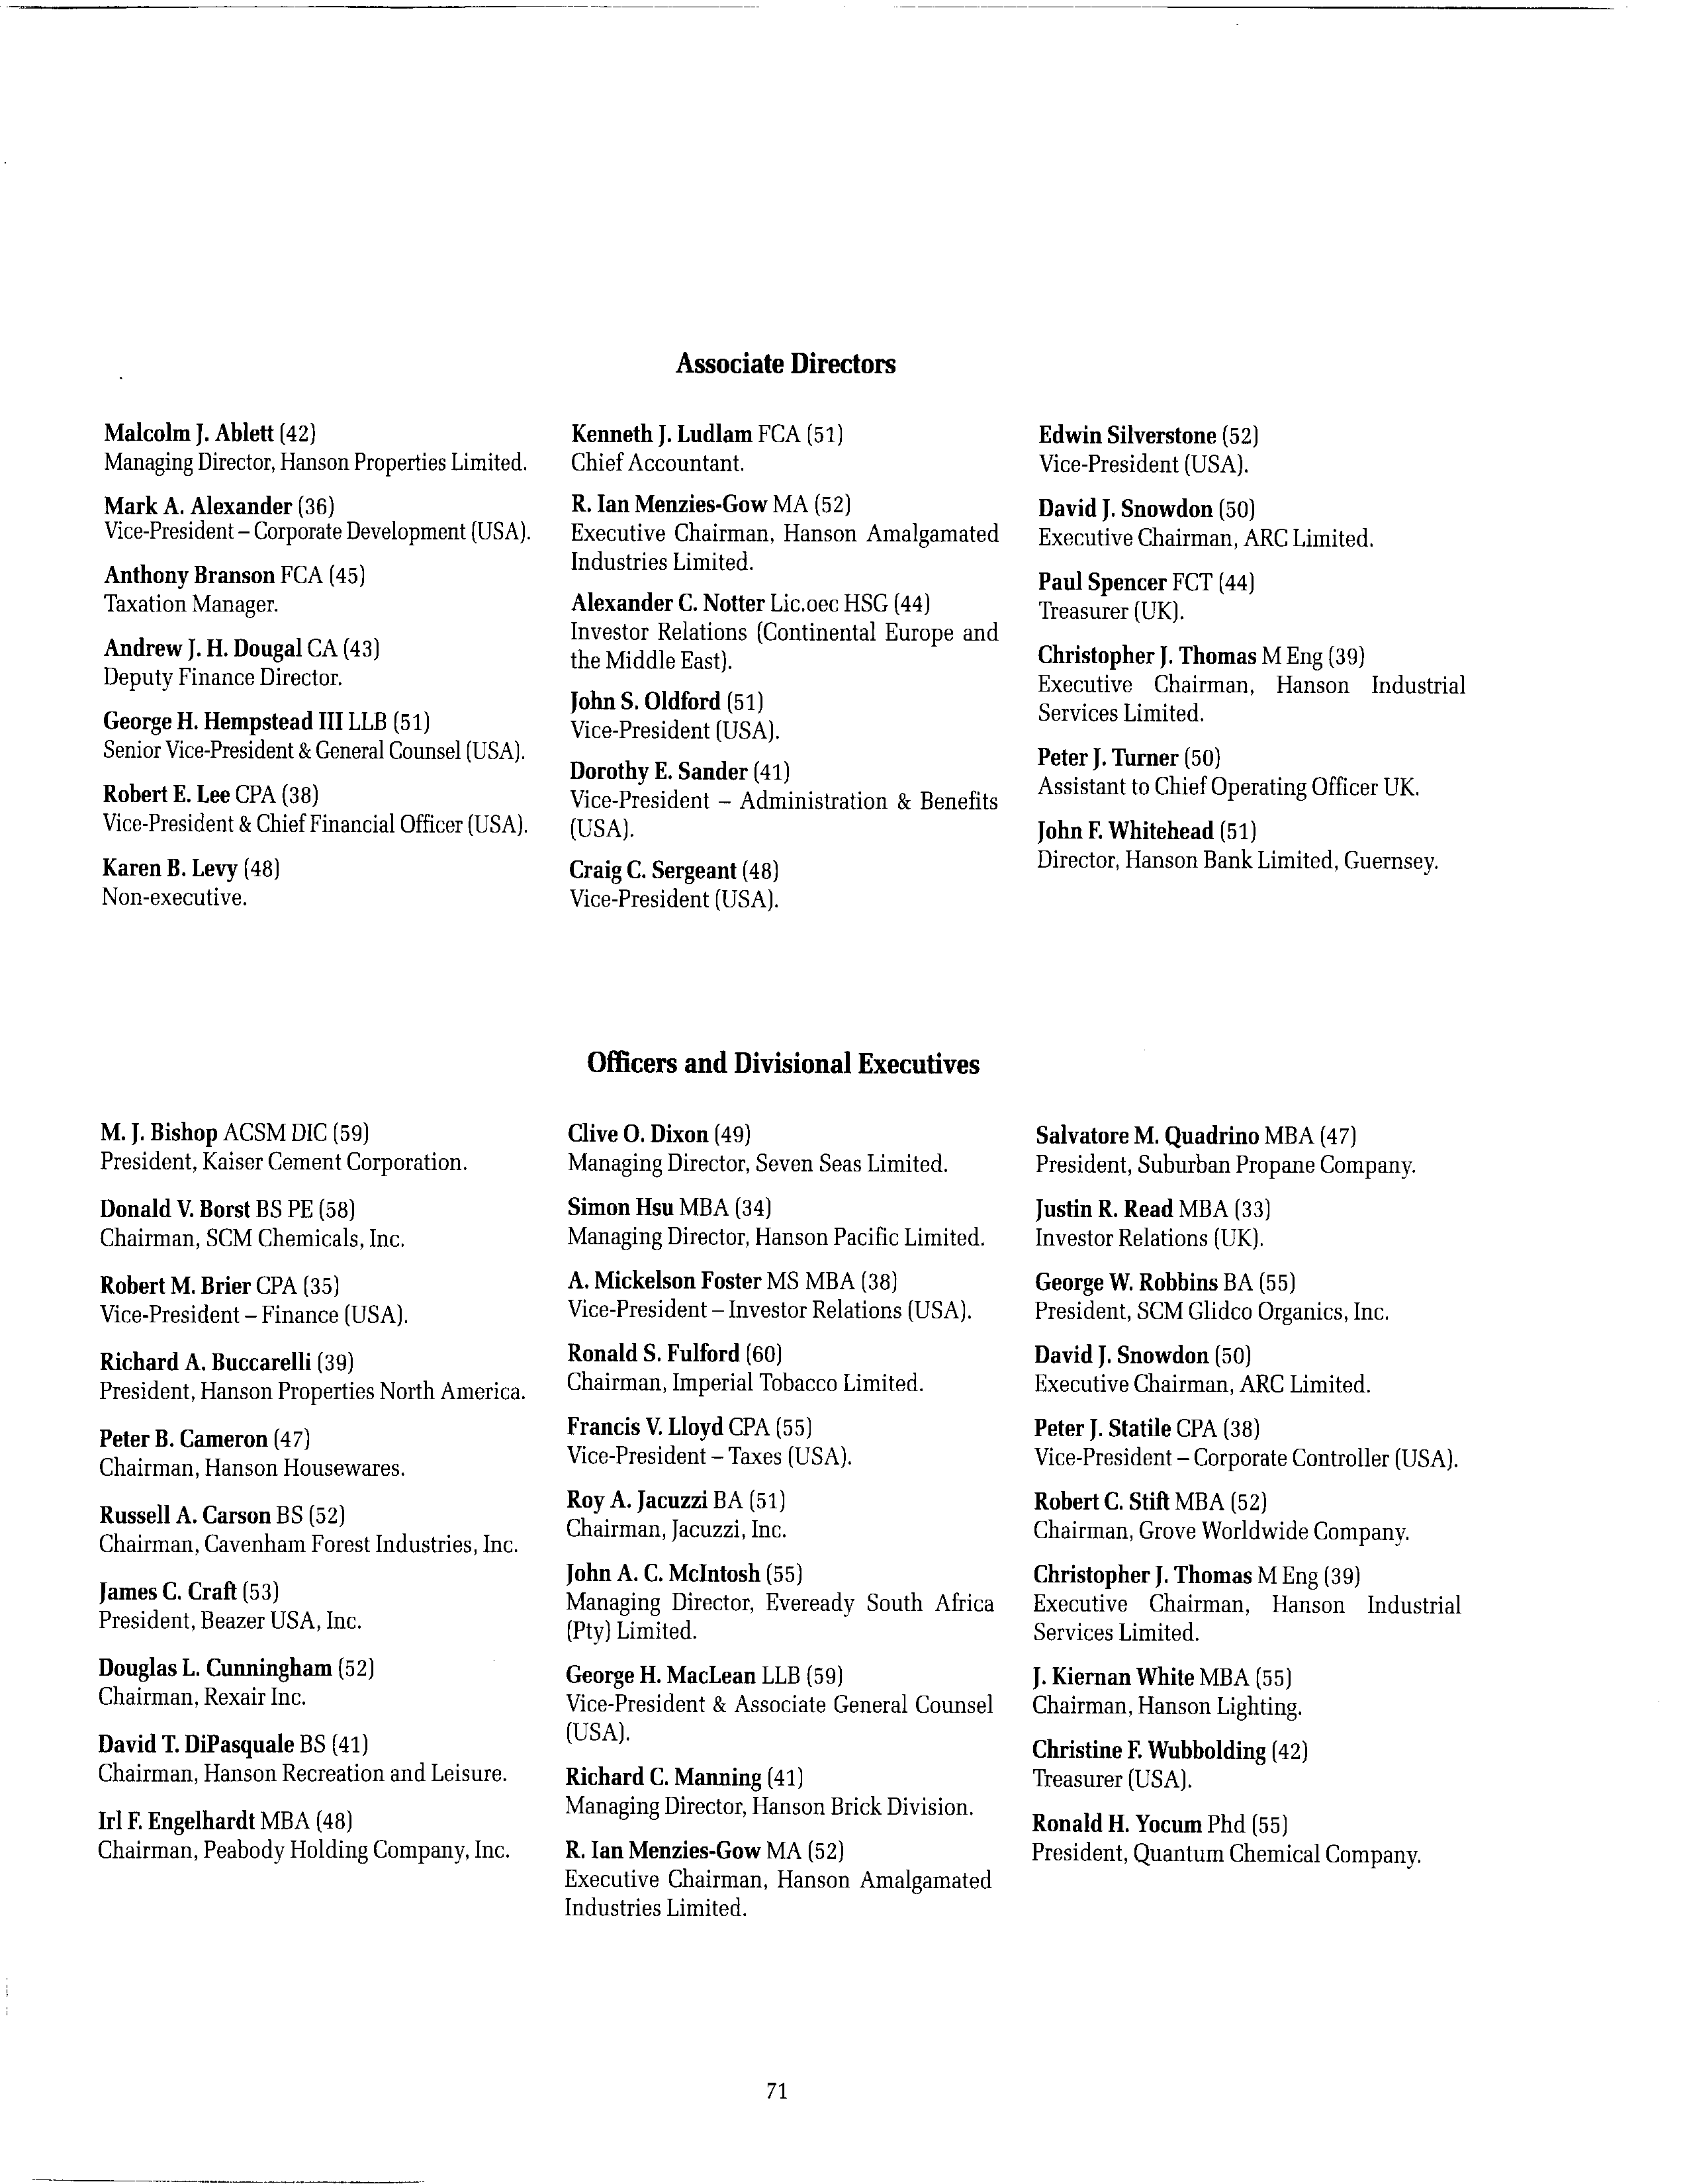 Associate Directors
Malcolm J. Ablett (42)
Managing Director, Hanson Properties Limited.
Mark A. Alexander (36)
Vice-President – Corporate Development (USA).
Anthony Branson FCA (45)
Taxation Manager.
Andrew J. H. Dougal CA (43)
Deputy Finance Director.
George H. Hempstead III LLB (51)
Senior Vice-President & General Counsel (USA).
Robert E. Lee CPA (38)
Vice-President & Chief Financial Officer (USA).
Karen B. Levy (48)
Non-executive.
Kenneth J. Ludlam FCA (51)
Chief Accountant.
R. Ian Menzies-Gow MA (52)
Executive Chairman, Hanson Amalgamated
Industries Limited.
Alexander C. Notter Lic.oec HSG (44)
Investor Relations (Continental Europe and
the Middle East).
John S. Oldford (51)
Vice-President (USA).
Dorothy E. Sander (41)
Vice-President – Administration & Benefits
(USA).
Craig C. Sergeant (48)
Vice-President (USA).
Edwin Silverstone (52)
Vice-President (USA).
David J. Snowdon (50)
Executive Chairman, ARC Limited.
Paul Spencer FCT (44)
Treasurer (UK).
Christopher J. Thomas M Eng (39)
Executive Chairman, Hanson Industrial
Services Limited.
Peter J. Turner (50)
Assistant to Chief Operating Officer UK.
John F. Whitehead (51)
Director, Hanson Bank Limited, Guernsey.
Officers and Divisional Executives
M. J. Bishop ACSM DIC (59)
President, Kaiser Cement Corporation.
Donald V. Borst BS PE (58)
Chairman, SCM Chemicals, Inc.
Robert M. Brier CPA (35)
Vice-President – Finance (USA).
Richard A. Buccarelli (39)
President, Hanson Properties North America.
Peter B. Cameron (47)
Chairman, Hanson Housewares.
Russell A. Carson BS (52)
Chairman, Cavenham Forest Industries, Inc.
James C. Craft (53)
President, Beazer USA, Inc.
Douglas L. Cunningham (52)
Chairman, Rexair Inc.
David T. DiPasquale BS (41)
Chairman, Hanson Recreation and Leisure.
Irl F. Engelhardt MBA (48)
Chairman, Peabody Holding Company, Inc.
Clive O. Dixon (49)
Managing Director, Seven Seas Limited.
Simon Hsu MBA (34)
Managing Director, Hanson Pacific Limited.
A. Mickelson Foster MS MBA (38)
Vice-President – Investor Relations (USA).
Ronald S. Fulford (60)
Chairman, Imperial Tobacco Limited.
Francis V. Lloyd CPA (55)
Vice-President – Taxes (USA).
Roy A. Jacuzzi BA (51)
Chairman, Jacuzzi, Inc.
John A. C. McIntosh (55)
Managing Director, Eveready South Africa
(Pty) Limited.
George H. MacLean LLB (59)
Vice-President & Associate General Counsel
(USA).
Richard C. Manning (41)
Managing Director, Hanson Brick Division.
R. Ian Menzies-Gow MA (52)
Executive Chairman, Hanson Amalgamated
Industries Limited.
Salvatore M. Quadrino MBA (47)
President, Suburban Propane Company.
Justin R. Read MBA (33)
Investor Relations (UK).
George W. Robbins BA (55)
President, SCM Glidco Organics, Inc.
David J. Snowdon (50)
Executive Chairman, ARC Limited.
Peter J. Statile CPA (38)
Vice-President – Corporate Controller (USA).
Robert C. Stift MBA (52)
Chairman, Grove Worldwide Company.
Christopher J. Thomas M Eng (39)
Executive Chairman, Hanson Industrial
Services Limited.
J. Kiernan White MBA (55)
Chairman, Hanson Lighting.
Christine F. Wubbolding (42)
Treasurer (USA).
Ronald H. Yocum Phd (55)
President, Quantum Chemical Company.
71